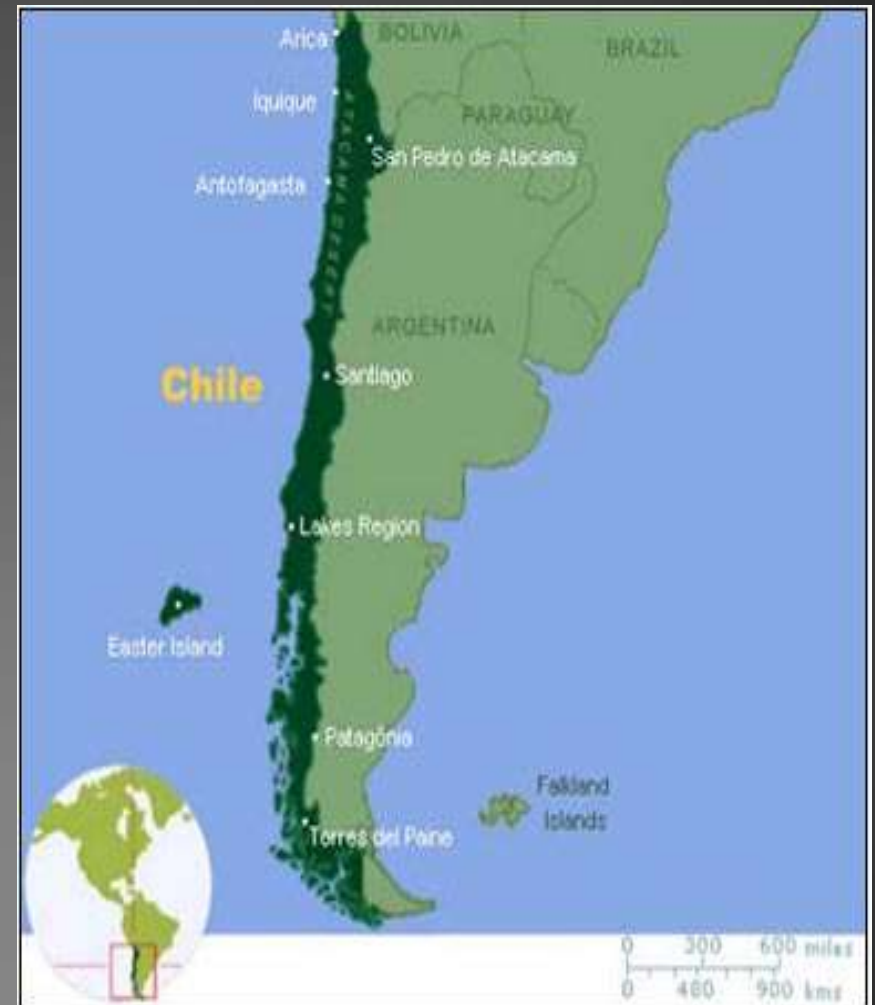 Arica
BOLIVIA
BRAZIL
Iquique
PARAGUAY
San Pedro de Atacama
Antofagasta
ATACAMA DESERT
ARGENTINA
Chile
Santiago
Lakes Region
Easter Island
Patagônia
Falkland
Islands
Torres del Paine
0 300 600 miles
0 480 900 kms